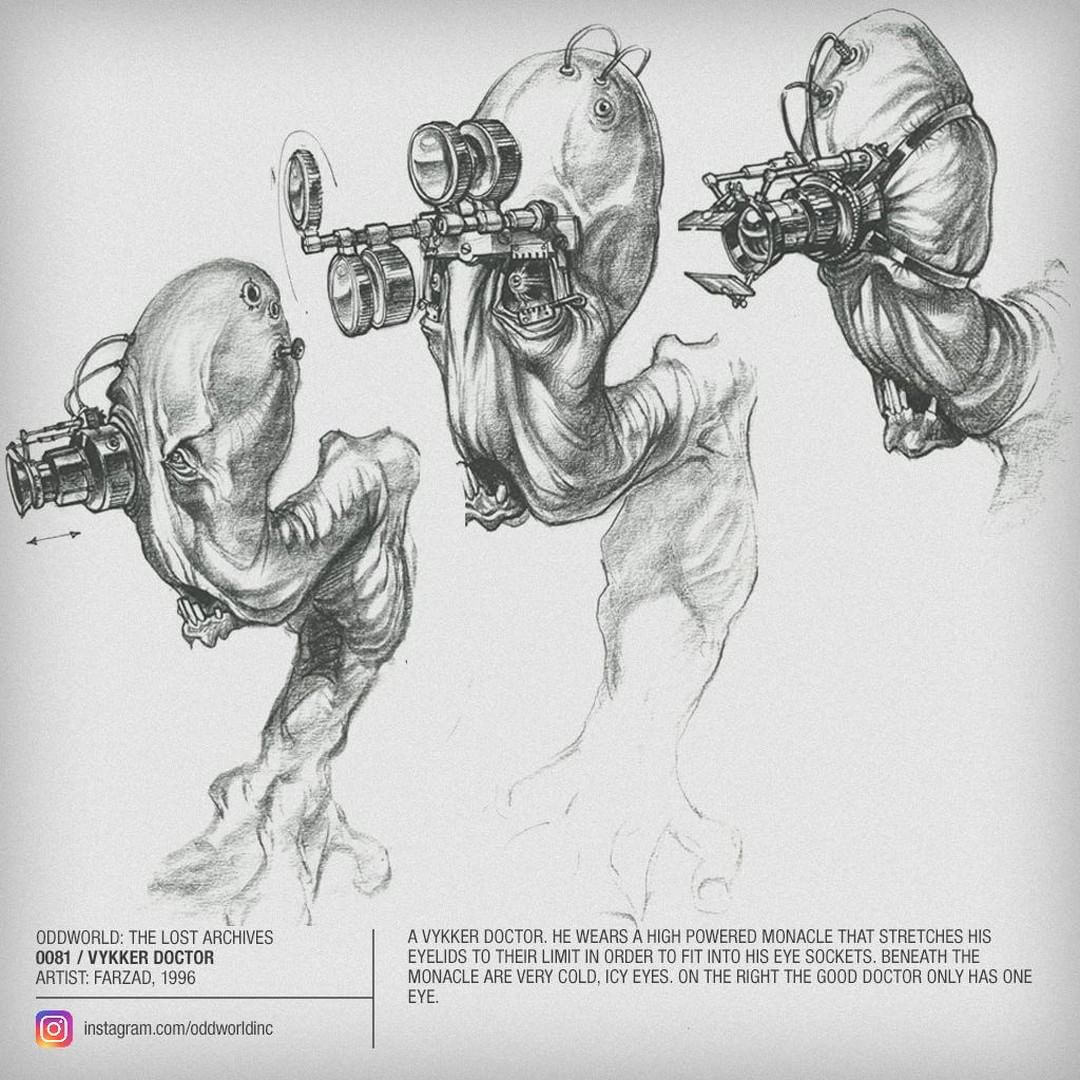 ODDWORLD: THE LOST ARCHIVES
0081 / VYKKER DOCTOR
ARTIST: FARZAD, 1996
instagram.com/oddworldinc
A VYKKER DOCTOR. HE WEARS A HIGH POWERED MONACLE THAT STRETCHES HIS
EYELIDS TO THEIR LIMIT IN ORDER TO FIT INTO HIS EYE SOCKETS. BENEATH THE
MONACLE ARE VERY COLD, ICY EYES. ON THE RIGHT THE GOOD DOCTOR ONLY HAS ONE
EYE.